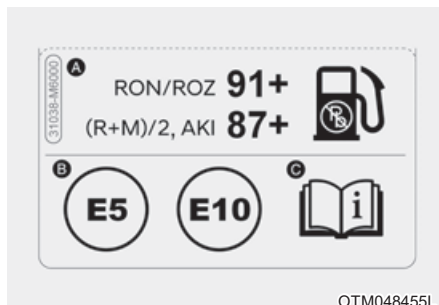 31038-M6000
A
RON/ROZ 91+
(R+M)/2, AKI 87+
Pb
B
E5
E10
C
i
OTM048455L